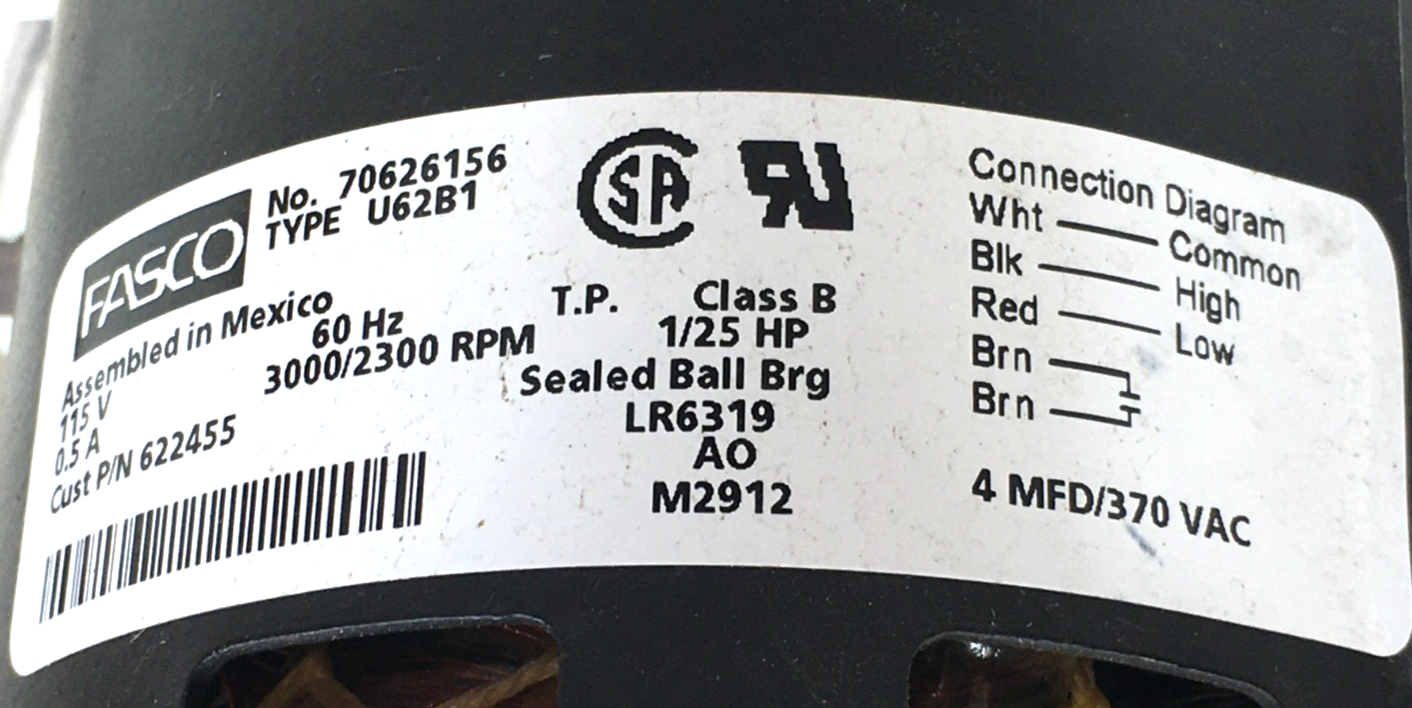 FASCO
No. 70626156
TYPE U62B1
Assembled in Mexico
115 V 60 Hz
0.5 A 3000/2300 RPM
Cust P/N 622455
SA
T.P. Class B
1/25 HP
Sealed Ball Brg
LR6319
AO
M2912
Connection Diagram
Wht Common
Blk High
Red Low
Brn
Brn
4 MFD/370 VAC